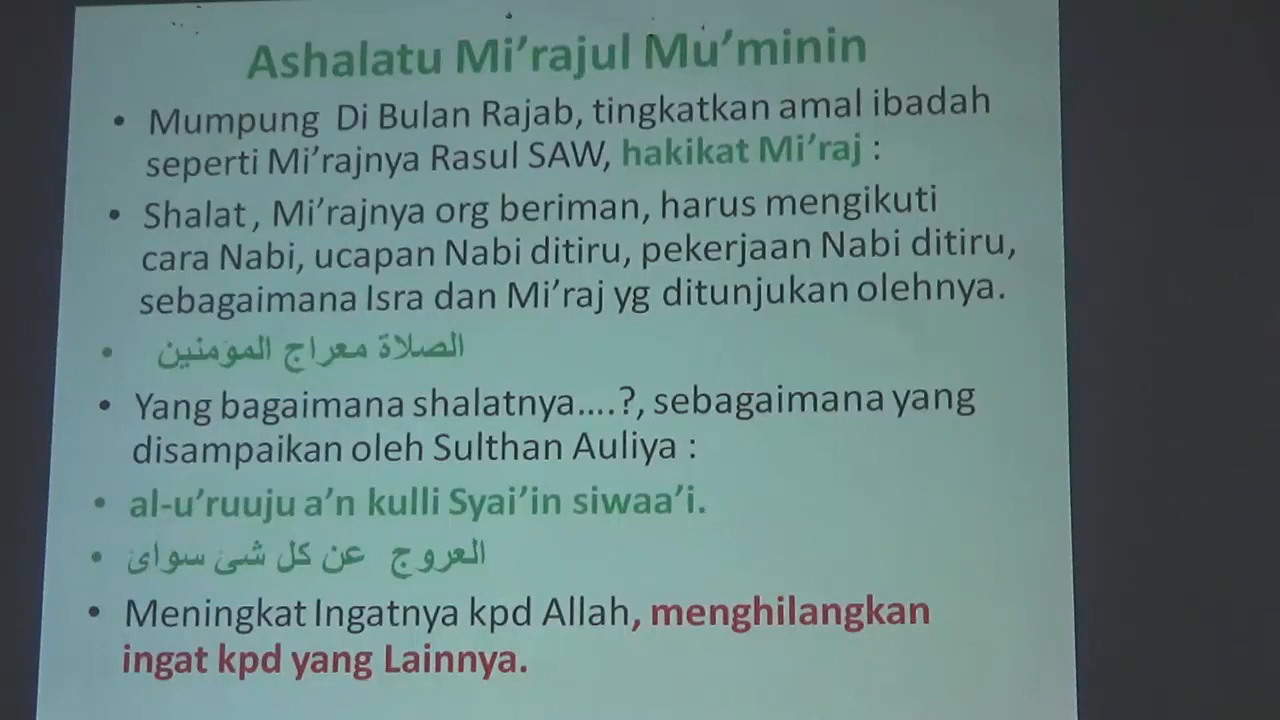 Ashalatu Mi’rajul Mu’minin
• Mumpung Di Bulan Rajab, tingkatkan amal ibadah
seperti Mi’rajnya Rasul SAW, hakikat Mi’raj :
• Shalat , Mi’rajnya org beriman, harus mengikuti
cara Nabi, ucapan Nabi ditiru, pekerjaan Nabi ditiru,
sebagaimana Isra dan Mi’raj yg ditunjukan olehnya.
• الصلاة معراج المؤمنين
• Yang bagaimana shalatnya....?, sebagaimana yang
disampaikan oleh Sulthan Auliya :
• al-u’ruuju a’n kulli Syai’in siwaa’i.
• العروج عن كل شئ سوائ
• Meningkat Ingatnya kpd Allah, menghilangkan
ingat kpd yang Lainnya.